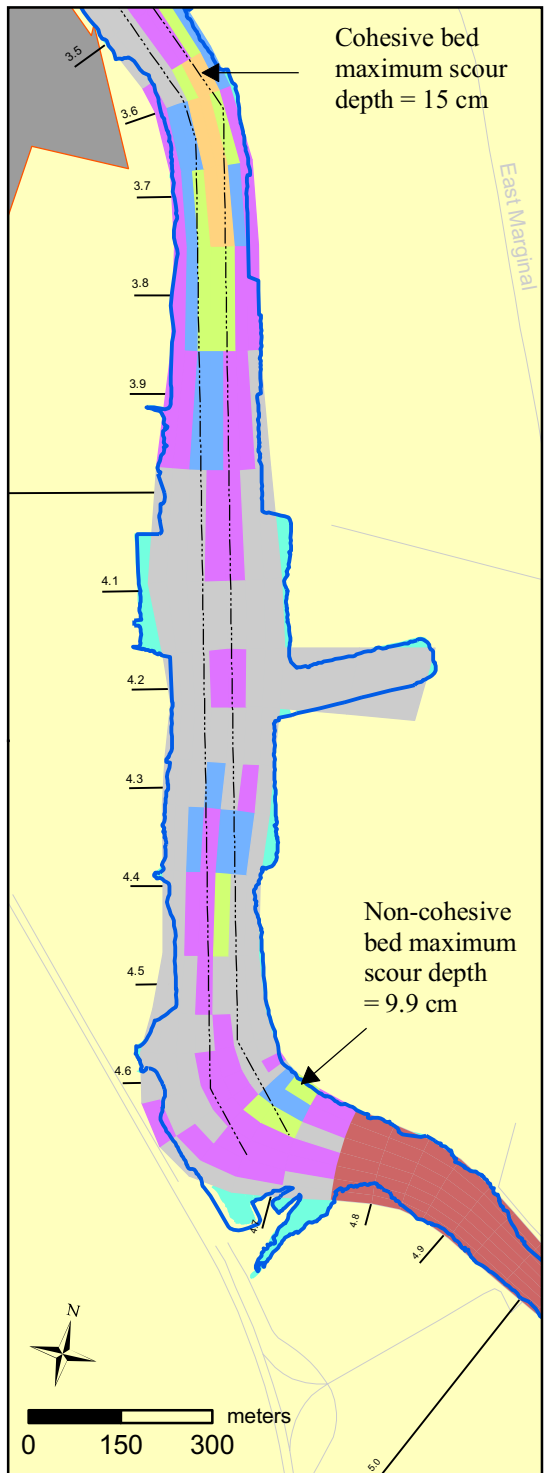 Cohesive bed
maximum scour
depth = 15 cm
3.5
3.6
East Marginal
3.7
3.8
3.9
4.1
4.2
4.3
4.4
Non-cohesive
bed maximum
scour depth
= 9.9 cm
4.5
4.6
4.7
4.8
4.9
N
meters
0 150 300
5.0